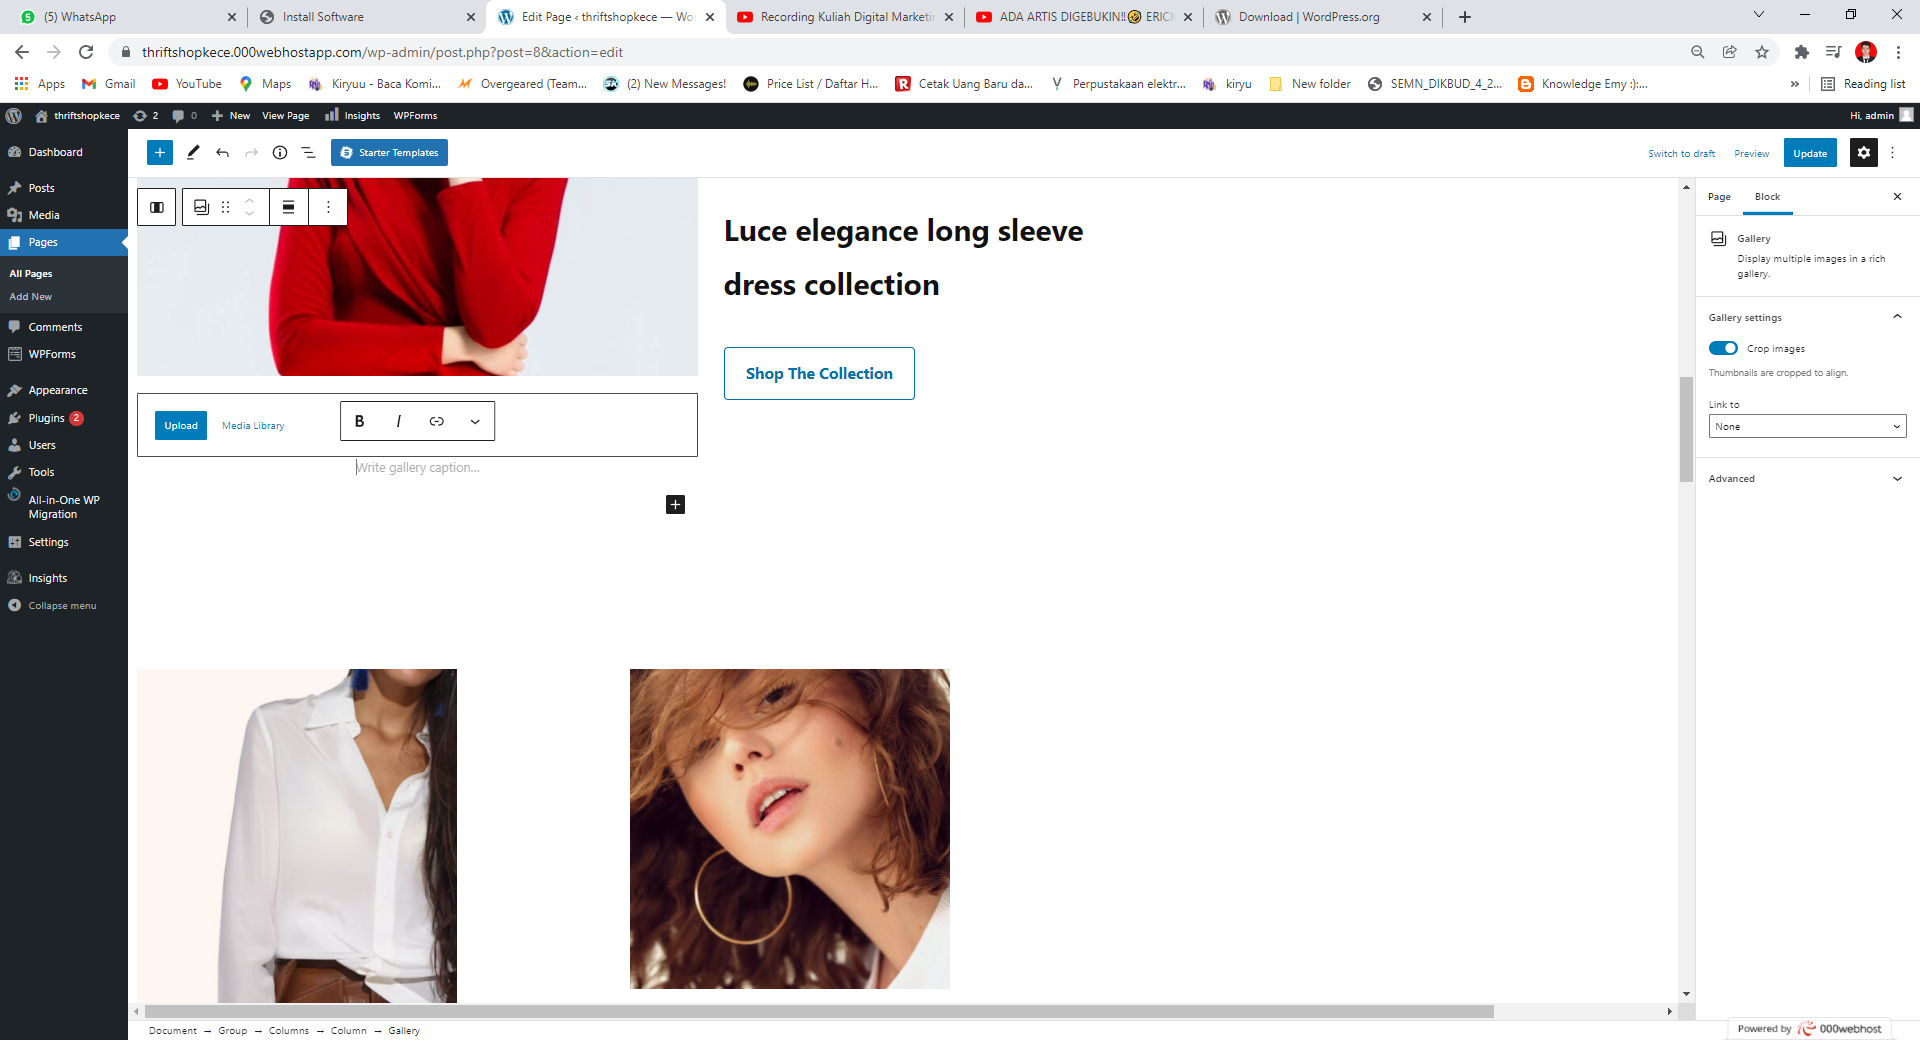 (5) WhatsApp
Install Software
Edit Page ‹ thriftshopkece — Wo
Recording Kuliah Digital Marketin
ADA ARTIS DIGEBUKIN!!🤣 ERIC
Download | WordPress.org
thriftshopkece.000webhostapp.com/wp-admin/post.php?post=8&action=edit
Apps
Gmail
YouTube
Maps
Kiryuu - Baca Komi...
Overgeared (Team...
(2) New Messages!
Price List / Daftar H...
Cetak Uang Baru da...
Perpustakaan elektr...
kiryu
New folder
SEMN_DIKBUD_4_2...
Knowledge Emy :):...
»
Reading list
thriftshopkece
2
0
New
View Page
Insights
WPForms
Hi, admin
Dashboard
Posts
Media
Pages
All Pages
Add New
Comments
WPForms
Appearance
Plugins 2
Users
Tools
All-in-One WP
Migration
Settings
Insights
Collapse menu
Starter Templates
Switch to draft
Preview
Update
Luce elegance long sleeve
dress collection
Shop The Collection
Upload
Media Library
B I
Write gallery caption...
Page
Block
Gallery
Display multiple images in a rich
gallery.
Gallery settings
Crop images
Thumbnails are cropped to align.
Link to
None
Advanced
Document → Group → Columns → Column → Gallery
Powered by 000webhost